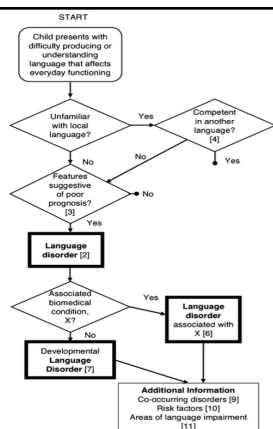 START
Child presents with
difficulty producing or
understanding
language that affects
everyday functioning
Unfamiliar
with local
language?
Yes
Competent
in another
language?
[4]
No
No
Yes
Features
suggestive
of poor
prognosis?
[3]
No
Yes
Language
disorder [2]
Associated
biomedical
condition,
X?
Yes
Language
disorder
associated with
X [6]
No
Developmental
Language
Disorder [7]
Additional Information
Co-occurring disorders [9]
Risk factors [10]
Areas of language impairment
[11]